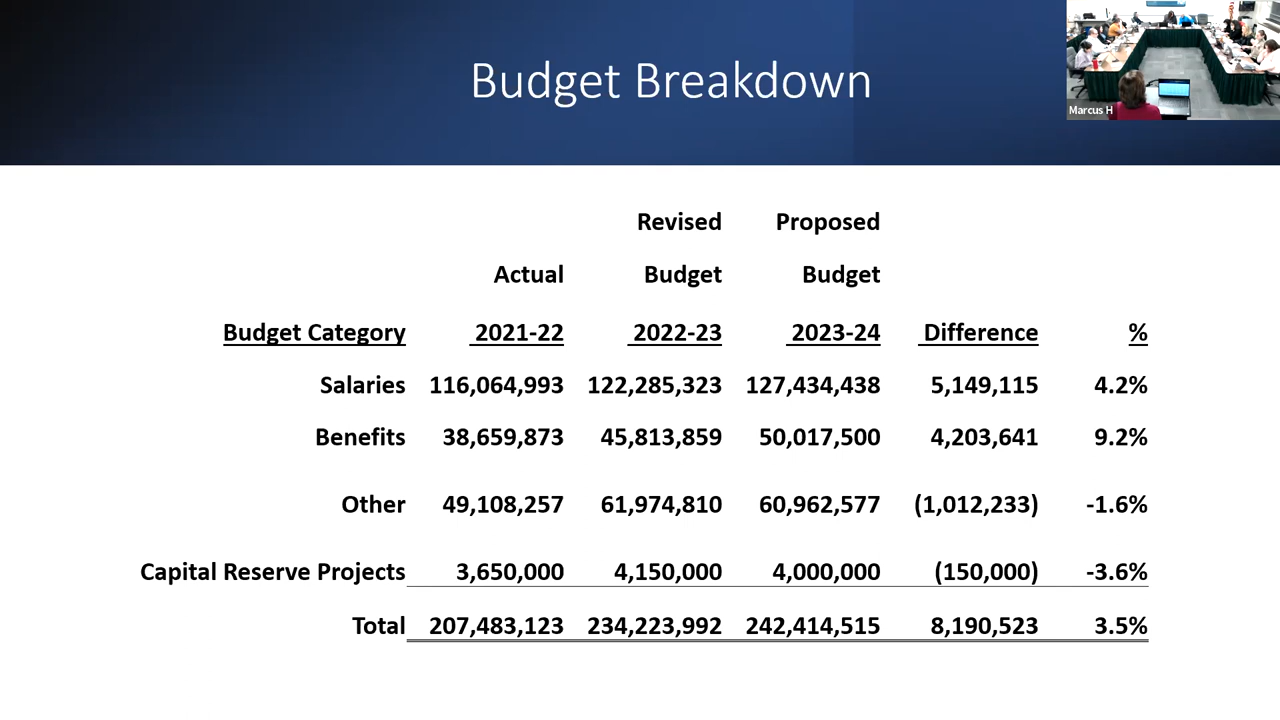 Budget Breakdown
Marcus H
Revised Proposed
Actual Budget Budget
Budget Category 2021-22 2022-23 2023-24 Difference %
Salaries 116,064,993 122,285,323 127,434,438 5,149,115 4.2%
Benefits 38,659,873 45,813,859 50,017,500 4,203,641 9.2%
Other 49,108,257 61,974,810 60,962,577 (1,012,233) -1.6%
Capital Reserve Projects 3,650,000 4,150,000 4,000,000 (150,000) -3.6%
Total 207,483,123 234,223,992 242,414,515 8,190,523 3.5%